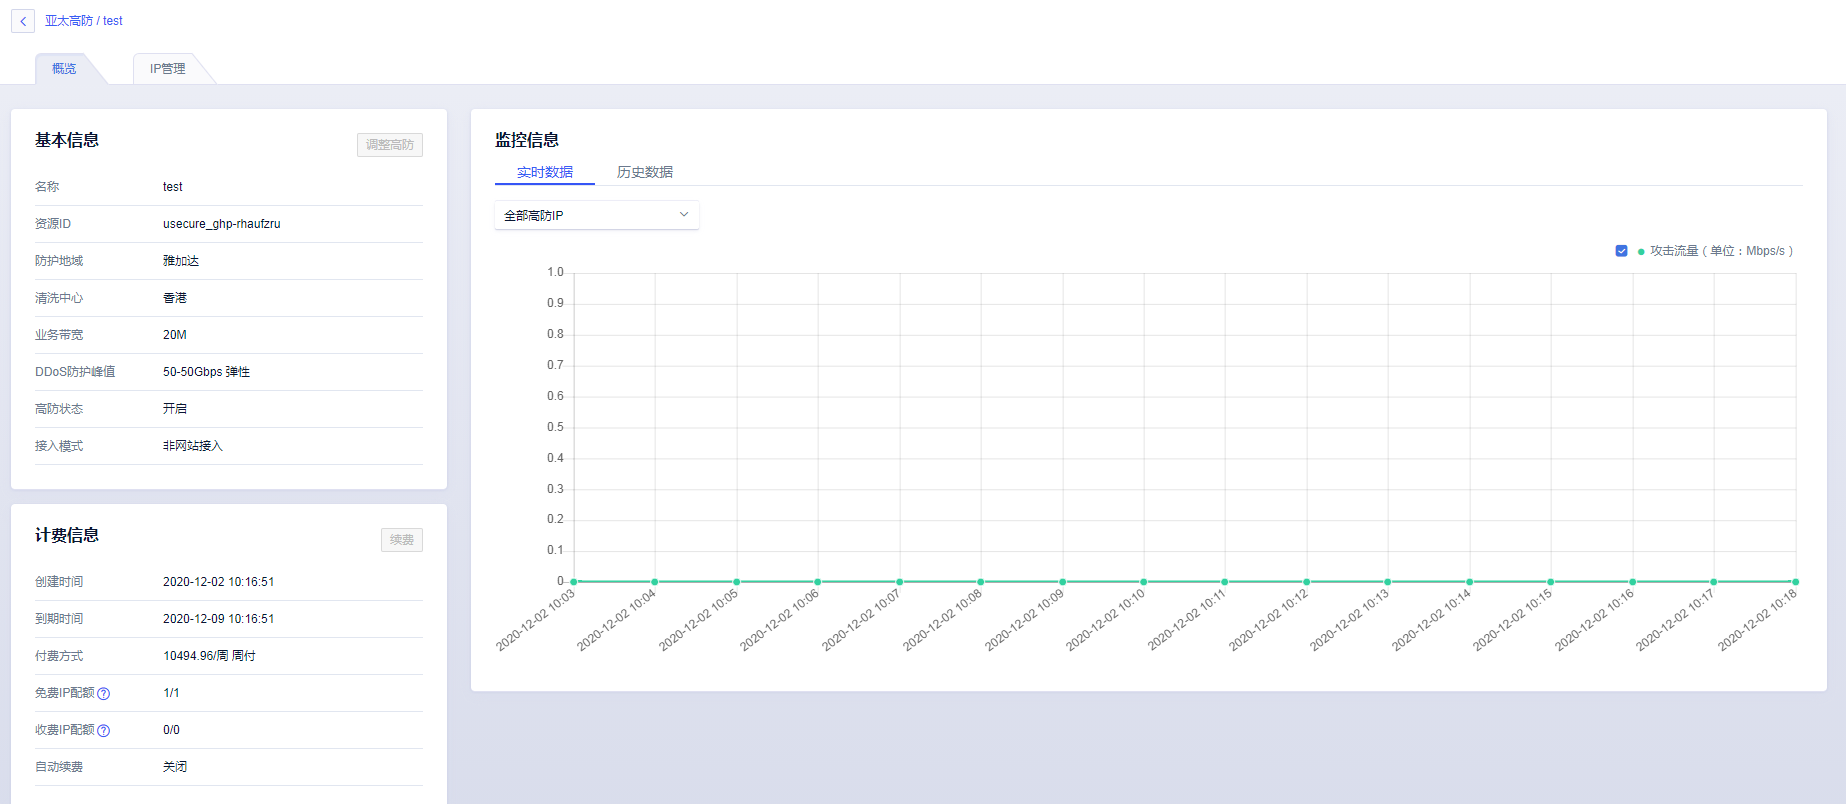 亚太高防 / test
概览
IP管理
基本信息
调整高防
名称 test
资源ID usecure_ghp-rhaufzru
防护地域 雅加达
清洗中心 香港
业务带宽 20M
DDoS防护峰值 50-50Gbps 弹性
高防状态 开启
接入模式 非网站接入
计费信息
续费
创建时间 2020-12-02 10:16:51
到期时间 2020-12-09 10:16:51
付费方式 10494.96/周 周付
免费IP配额 ? 1/1
收费IP配额 ? 0/0
自动续费 关闭
监控信息
实时数据
历史数据
全部高防IP
攻击流量 ( 单位：Mbps/s )
1.0
0.9
0.8
0.7
0.6
0.5
0.4
0.3
0.2
0.1
0
2020-12-02 10:03
2020-12-02 10:04
2020-12-02 10:05
2020-12-02 10:06
2020-12-02 10:07
2020-12-02 10:08
2020-12-02 10:09
2020-12-02 10:10
2020-12-02 10:11
2020-12-02 10:12
2020-12-02 10:13
2020-12-02 10:14
2020-12-02 10:15
2020-12-02 10:16
2020-12-02 10:17
2020-12-02 10:18